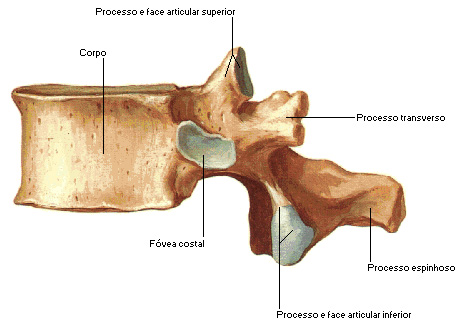 Processo e face articular superior
Corpo
Processo transverso
Fóvea costal
Processo espinhoso
Processo e face articular inferior